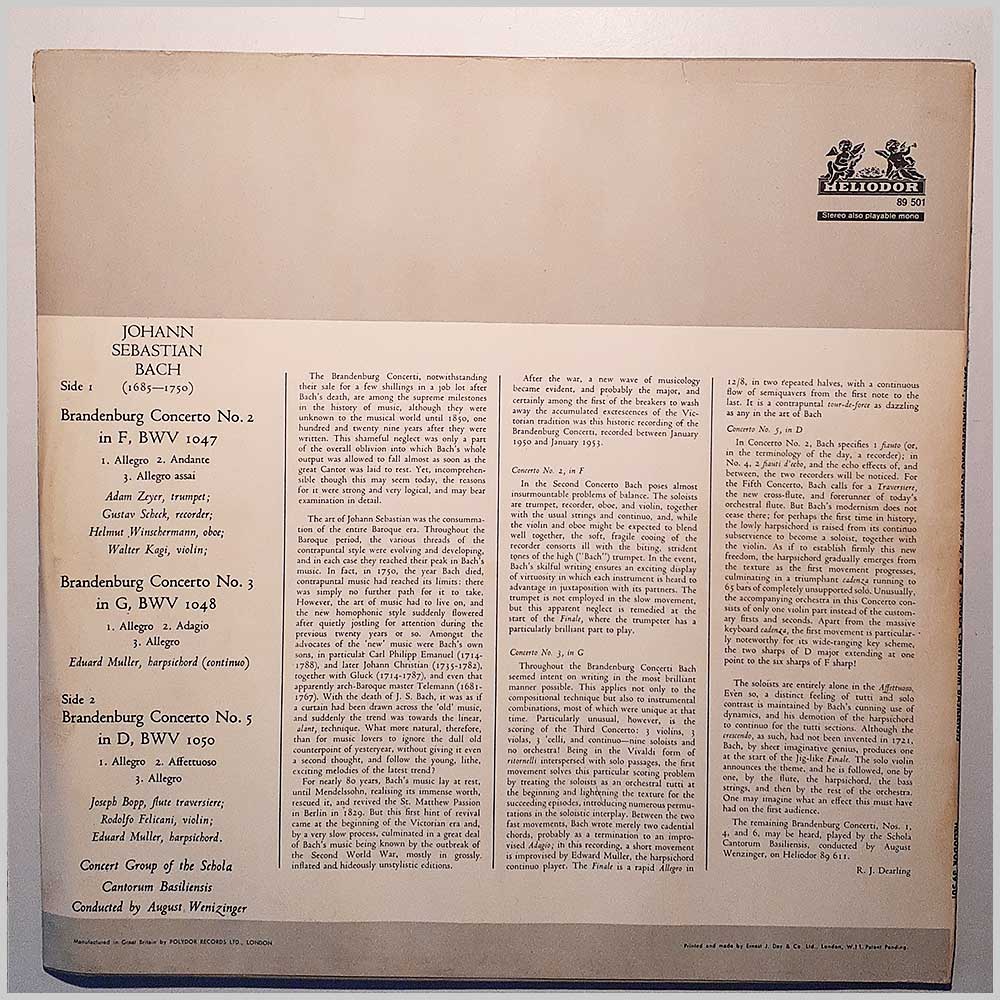 HELIODOR
89 501
Stereo also playable mono
JOHANN
SEBASTIAN
BACH
Side 1 (1685—1750)
Brandenburg Concerto No. 2
in F, BWV 1047
1. Allegro 2. Andante
3. Allegro assai
Adam Zeyer, trumpet;
Gustav Scheck, recorder;
Helmut Winschermann, oboe;
Walter Kagi, violin;
Brandenburg Concerto No. 3
in G, BWV 1048
1. Allegro 2. Adagio
3. Allegro
Eduard Muller, harpsichord (continuo)
Side 2
Brandenburg Concerto No. 5
in D, BWV 1050
1. Allegro 2. Affettuoso
3. Allegro
Joseph Bopp, flute traversiere;
Rodolfo Felicani, violin;
Eduard Muller, harpsichord.
Concert Group of the Schola
Cantorum Basiliensis
Conducted by August Wenizinger
The Brandenburg Concerti, notwithstanding
their sale for a few shillings in a job lot after
Bach's death, are among the supreme milestones
in the history of music, although they were
unknown to the musical world until 1850, one
hundred and twenty nine years after they were
written. This shameful neglect was only a part
of the overall oblivion into which Bach's whole
output was allowed to fall almost as soon as the
great Cantor was laid to rest. Yet, incomprehen-
sible though this may seem today, the reasons
for it were strong and very logical, and may bear
examination in detail.
The art of Johann Sebastian was the consumma-
tion of the entire Baroque era. Throughout the
Baroque period, the various threads of the
contrapuntal style were evolving and developing,
and in each case they reached their peak in Bach's
music. In fact, in 1750, the year Bach died,
contrapuntal music had reached its limits: there
was simply no further path for it to take.
However, the art of music had to live on, and
the new homophonic style suddenly flowered
after quietly jostling for attention during the
previous twenty years or so. Amongst the
advocates of the 'new' music were Bach's own
sons, in particular Carl Philipp Emanuel (1714-
1788), and later Johann Christian (1735-1782),
together with Gluck (1714-1787), and even that
apparently arch-Baroque master Telemann (1681-
1767). With the death of J. S. Bach, it was as if
a curtain had been drawn across the 'old' music,
and suddenly the trend was towards the linear,
alant, technique. What more natural, therefore,
than for music lovers to ignore the dull old
counterpoint of yesteryear, without giving it even
a second thought, and follow the young, lithe,
exciting melodies of the latest trend?
For nearly 80 years, Bach's music lay at rest,
until Mendelssohn, realising its immense worth,
rescued it, and revived the St. Matthew Passion
in Berlin in 1829. But this first hint of revival
came at the beginning of the Victorian era and,
by a very slow process, culminated in a great deal
of Bach's music being known by the outbreak of
the Second World War, mostly in grossly.
inflated and hideously unstylistic editions.
After the war, a new wave of musicology
became evident, and probably the major, and
certainly among the first of the breakers to wash
away the accumulated excrescences of the Vic-
torian tradition was this historic recording of the
Brandenburg Concerti, recorded between January
1950 and January 1953.
Concerto No. 2, in F
In the Second Concerto Bach poses almost
insurmountable problems of balance. The soloists
are trumpet, recorder, oboe, and violin, together
with the usual strings and continuo, and, while
the violin and oboe might be expected to blend
well together, the soft, fragile cooing of the
recorder consorts ill with the biting, strident
tones of the high ("Bach") trumpet. In the event,
Bach's skilful writing ensures an exciting display
of virtuosity in which each instrument is heard to
advantage in juxtaposition with its partners. The
trumpet is not employed in the slow movement,
but this apparent neglect is remedied at the
start of the Finale, where the trumpeter has a
particularly brilliant part to play.
Concerto No. 3, in G
Throughout the Brandenburg Concerti Bach
seemed intent on writing in the most brilliant
manner possible. This applies not only to the
compositional technique but also to instrumental
combinations, most of which were unique at that
time. Particularly unusual, however, is the
scoring of the Third Concerto: 3 violins, 3
violas, 3 'celli, and continuo—nine soloists and
no orchestra! Being in the Vivaldi form of
ritornelli interspersed with solo passages, the first
movement solves this particular scoring problem
by treating the soloists as an orchestral tutti at
the beginning and lightening the texture for the
succeeding episodes, introducing numerous permu-
tations in the soloistic interplay. Between the two
fast movements, Bach wrote merely two cadential
chords, probably as a termination to an impro-
vised Adagio; in this recording, a short movement
is improvised by Eduard Muller, the harpsichord
continuo player. The Finale is a rapid Allegro in
12/8, in two repeated halves, with a continuous
flow of semiquavers from the first note to the
last. It is a contrapuntal tour-de-force as dazzling
as any in the art of Bach
Concerto No. 5, in D
In Concerto No. 2, Bach specifies 1 flauto (or,
in the terminology of the day, a recorder); in
No. 4, 2 flauti d'echo, and the echo effects of, and
between, the two recorders will be noticed. For
the Fifth Concerto, Bach calls for a Traversiere,
the new cross-flute, and forerunner of today's
orchestral flute. But Bach's modernism does not
cease there; for perhaps the first time in history,
the lowly harpsichord is raised from its continuo
subservience to become a soloist, together with
the violin. As if to establish firmly this new
freedom, the harpsichord gradually emerges from
the texture as the first movement progresses,
culminating in a triumphant cadenza running to
65 bars of completely unsupported solo. Unusually,
the accompanying orchestra in this Concerto con-
sists of only one violin part instead of the custom-
ary firsts and seconds. Apart from the massive
keyboard cadenza, the first movement is particular-
ly noteworthy for its wide-ranging key scheme,
the two sharps of D major extending at one
point to the six sharps of F sharp!
The soloists are entirely alone in the Affettuoso.
Even so, a distinct feeling of tutti and solo
contrast is maintained by Bach's cunning use of
dynamics, and his demotion of the harpsichord
to continuo for the tutti sections. Although the
crescendo, as such, had not been invented in 1721,
Bach, by sheer imaginative genius, produces one
at the start of the Jig-like Finale. The solo violin
announces the theme, and he is followed, one by
one, by the flute, the harpsichord, the bass
strings, and then by the rest of the orchestra.
One may imagine what an effect this must have
had on the first audience.
The remaining Brandenburg Concerti, Nos. 1,
4, and 6, may be heard, played by the Schola
Cantorum Basiliensis, conducted by August
Wenzinger, on Heliodor 89 611.
R. J. Dearling
Manufactured in Great Britain by POLYDOR RECORDS LTD., LONDON
Printed and made by Ernest J. Day & Co. Ltd., London, W.1. Patent Pending.